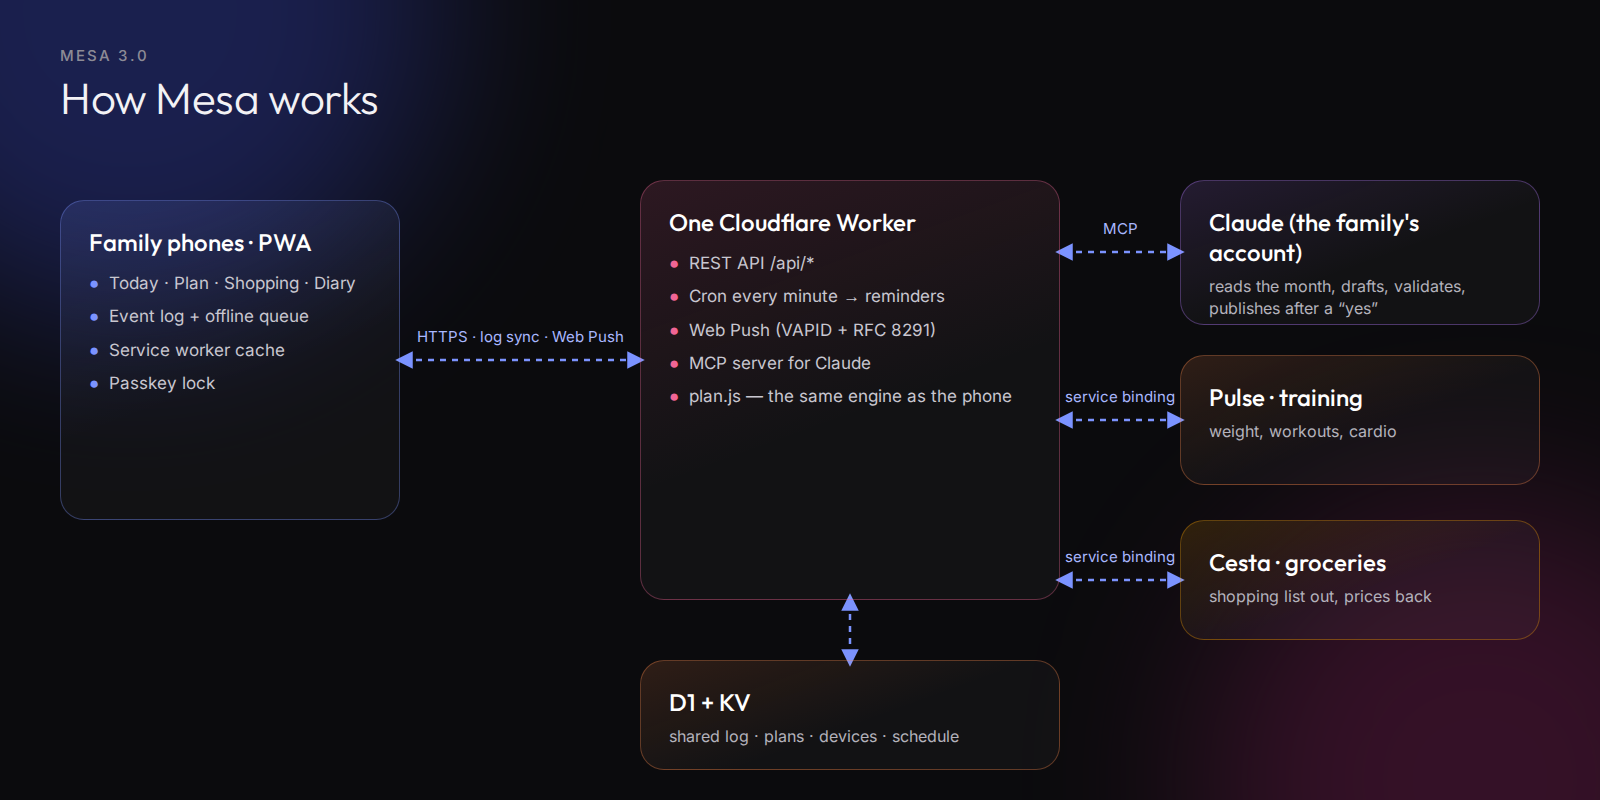 MESA 3.0
How Mesa works
Family phones · PWA
Today · Plan · Shopping · Diary
Event log + offline queue
Service worker cache
Passkey lock
HTTPS · log sync · Web Push
One Cloudflare Worker
REST API /api/*
Cron every minute → reminders
Web Push (VAPID + RFC 8291)
MCP server for Claude
plan.js — the same engine as the phone
MCP
Claude (the family's
account)
reads the month, drafts, validates,
publishes after a “yes”
service binding
Pulse · training
weight, workouts, cardio
service binding
Cesta · groceries
shopping list out, prices back
D1 + KV
shared log · plans · devices · schedule